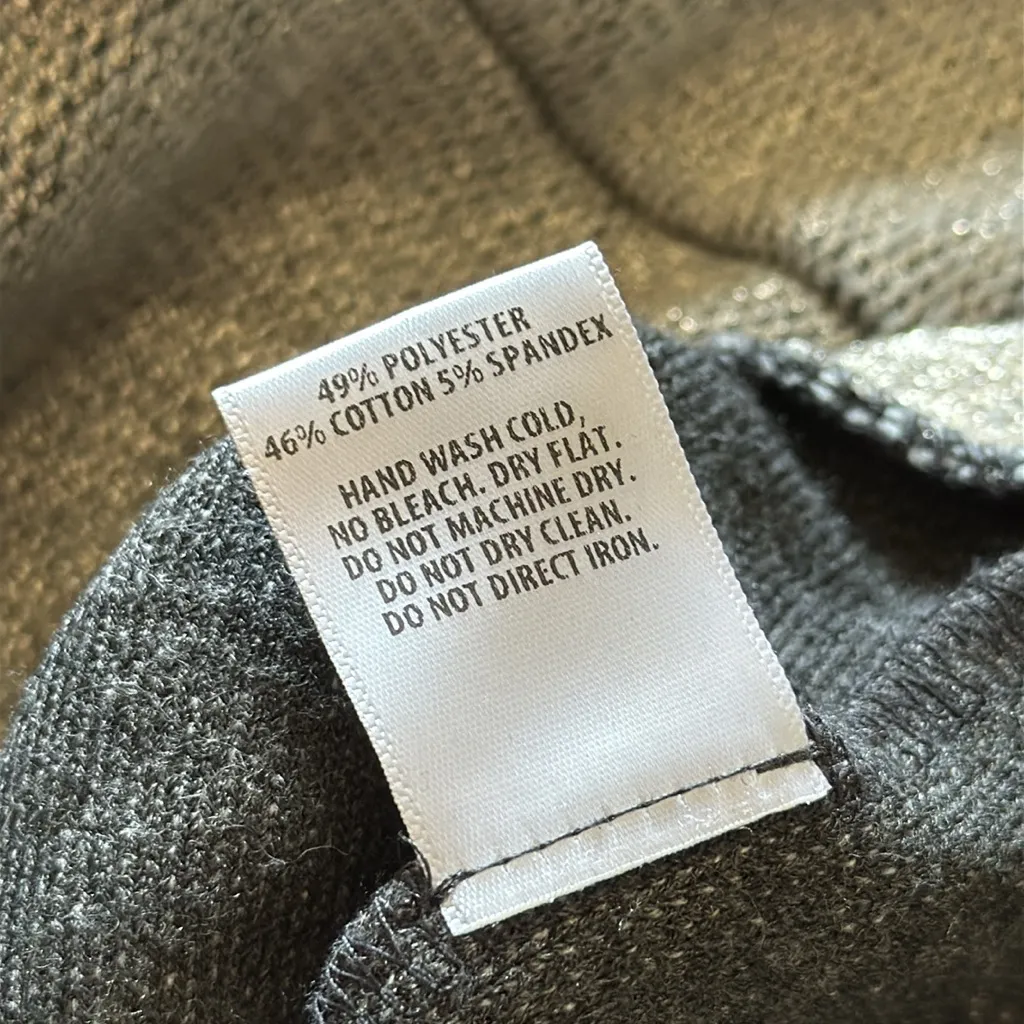 49% POLYESTER
46% COTTON 5% SPANDEX
HAND WASH COLD,
NO BLEACH. DRY FLAT.
DO NOT MACHINE DRY.
DO NOT DRY CLEAN.
DO NOT DIRECT IRON.